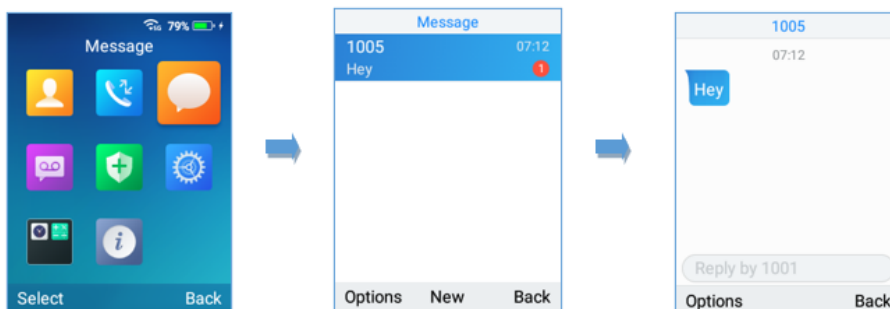 79%
Message
Select Back
Message
1005 07:12
Hey 1
Options New Back
1005
07:12
Hey
Reply by 1001
Options Back